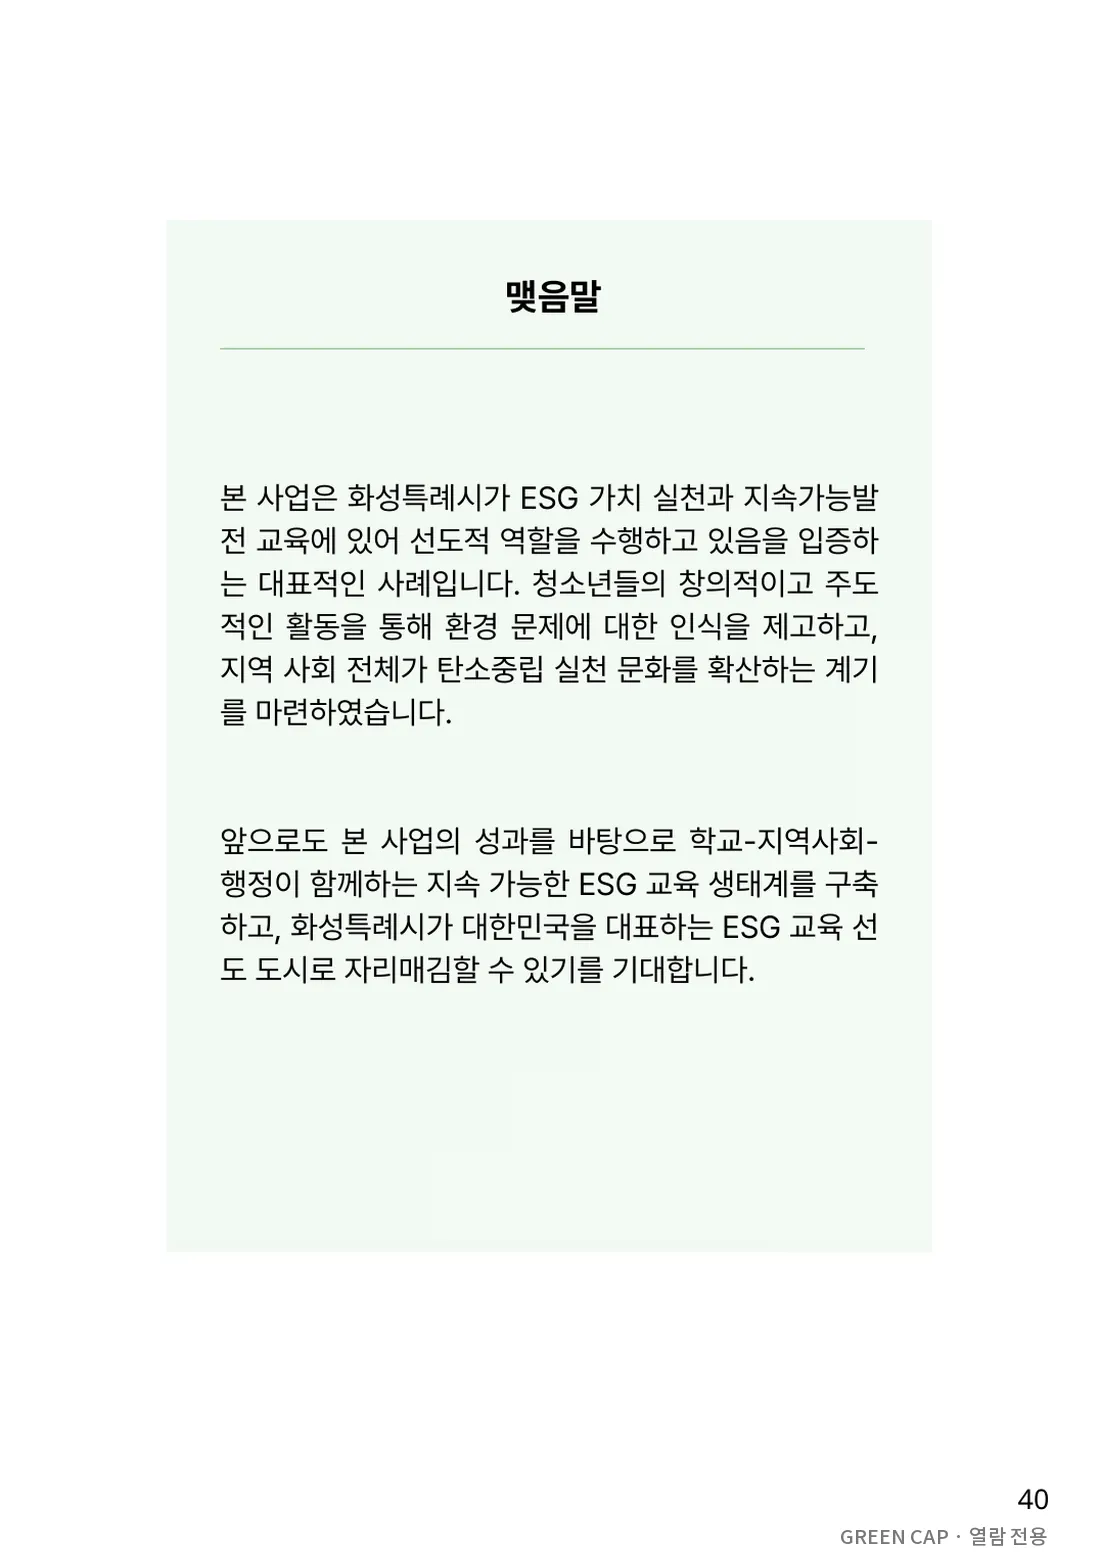 맺음말
본 사업은 화성특례시가 ESG 가치 실천과 지속가능발
전 교육에 있어 선도적 역할을 수행하고 있음을 입증하
는 대표적인 사례입니다. 청소년들의 창의적이고 주도
적인 활동을 통해 환경 문제에 대한 인식을 제고하고,
지역 사회 전체가 탄소중립 실천 문화를 확산하는 계기
를 마련하였습니다.
앞으로도 본 사업의 성과를 바탕으로 학교-지역사회-
행정이 함께하는 지속 가능한 ESG 교육 생태계를 구축
하고, 화성특례시가 대한민국을 대표하는 ESG 교육 선
도 도시로 자리매김할 수 있기를 기대합니다.
40
GREEN CAP · 열람 전용